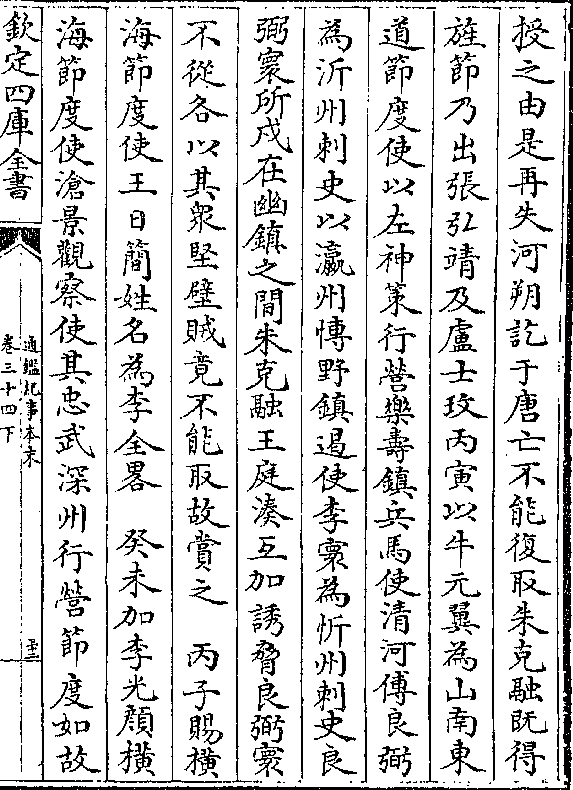 授之由是再失河朔訖于唐亡不能復取朱克融既得
旌節乃出張弘靖及盧士玫丙寅以牛元翼為山南東
道節度使以左神策行營樂壽鎮兵馬使清河傅良弼
為沂州刺史以瀛州愽野鎮遏使李寰為忻州刺史良
弼寰所戍在幽鎮之間朱克融王庭湊互加誘脅良弼寰
不從各以其衆堅壁賊竟不能取故賞之　丙子賜橫
海節度使王日簡姓名為李全畧　癸未加李光顔橫
海節度使滄景觀察使其忠武深州行營節度如故
欽定四庫全書
通鑑紀事本末
卷三十四下